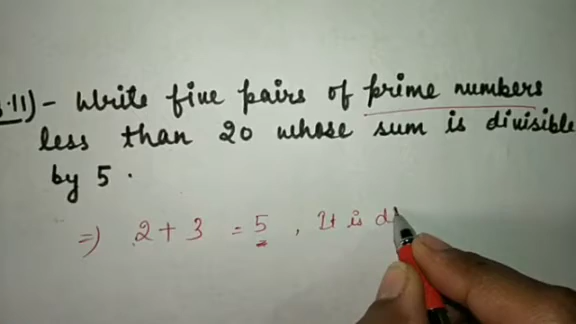 .11)- Write five pairs of prime numbers
less than 20 whose sum is divisible
by 5.
=) 2 + 3 = 5 , It is d